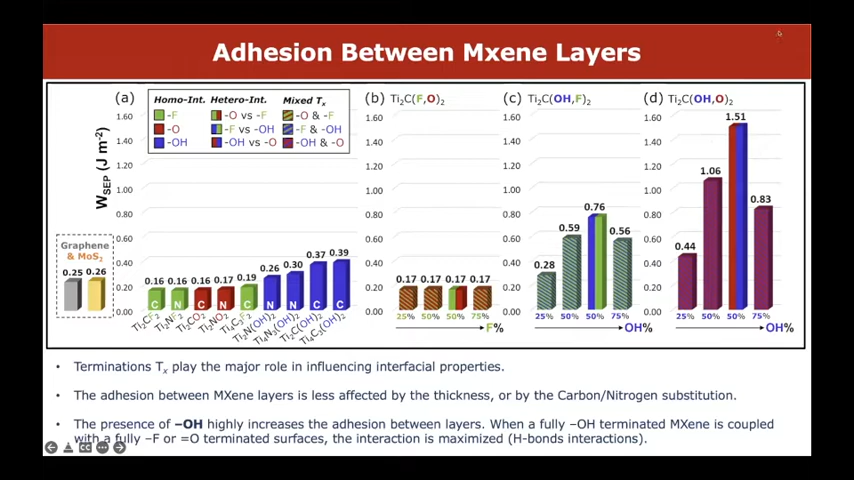 Adhesion Between Mxene Layers
(a)
Homo-Int. Hetero-Int. Mixed Tx
-F -O vs -F -O & -F
-O -F vs -OH -F & -OH
-OH -OH vs -O -OH & -O
WSEP (J m-2)
1.60
1.40
1.20
1.00
0.80
0.60
0.40
0.20
0.00
Graphene
& MoS2
0.25 0.26
0.16 0.16 0.16 0.17 0.19 0.26 0.30 0.37 0.39
C N C N C N N C C
Ti2CF2 Ti2NF2 Ti2CO2 Ti2NO2 Ti4C3F2 Ti2N(OH)2 Ti4N3(OH)2 Ti2C(OH)2 Ti4C3(OH)2
(b) Ti2C(F,O)2
1.60
1.40
1.20
1.00
0.80
0.60
0.40
0.20
0.00
0.17 0.17 0.17 0.17
25% 50% 50% 75%
F%
(c) Ti2C(OH,F)2
1.60
1.40
1.20
1.00
0.80
0.60
0.40
0.20
0.00
0.28 0.59 0.76 0.56
25% 50% 50% 75%
OH%
(d) Ti2C(OH,O)2
1.60
1.40
1.20
1.00
0.80
0.60
0.40
0.20
0.00
0.44 1.06 1.51 0.83
25% 50% 50% 75%
OH%
• Terminations Tx play the major role in influencing interfacial properties.
• The adhesion between MXene layers is less affected by the thickness, or by the Carbon/Nitrogen substitution.
• The presence of –OH highly increases the adhesion between layers. When a fully –OH terminated MXene is coupled
with a fully –F or =O terminated surfaces, the interaction is maximized (H-bonds interactions).